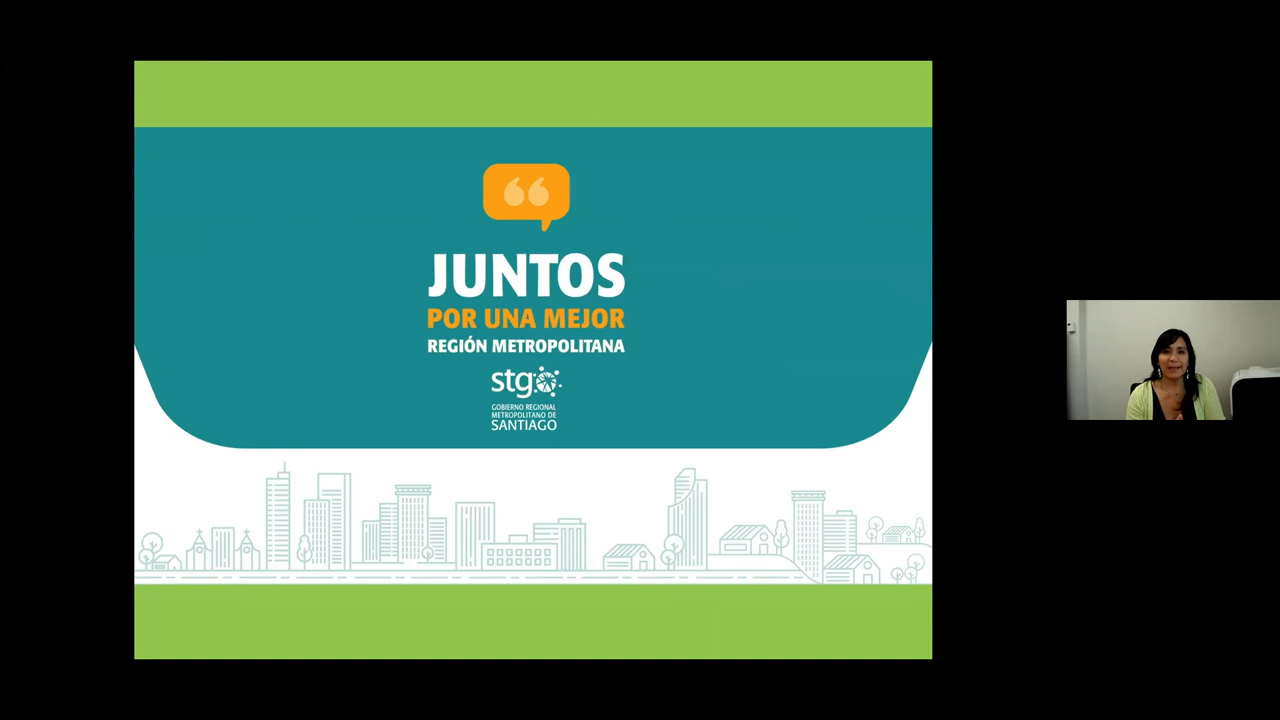 JUNTOS
POR UNA MEJOR
REGIÓN METROPOLITANA
stgo
GOBIERNO REGIONAL
METROPOLITANO DE
SANTIAGO